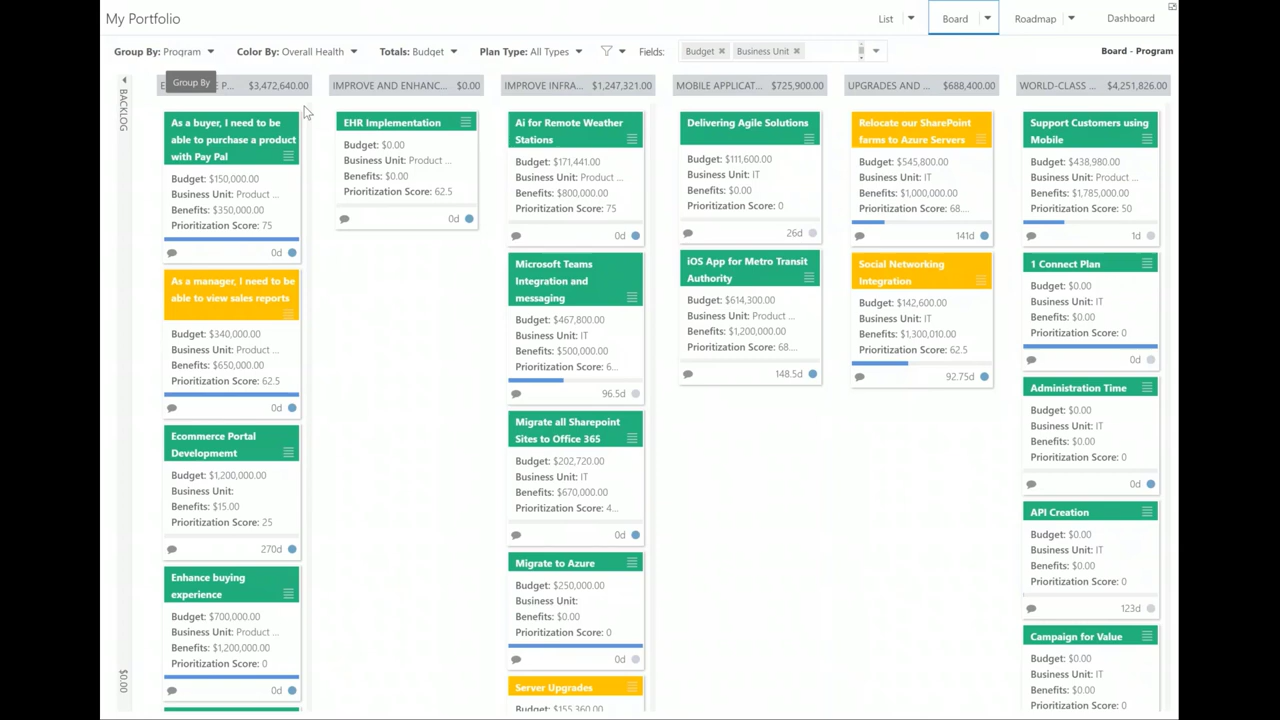 My Portfolio
List
Board
Roadmap
Dashboard
Group By: Program
Color By: Overall Health
Totals: Budget
Plan Type: All Types
Fields:
Budget
Business Unit
Board - Program
Group By
BACKLOG
$0.00
P... $3,472,640.00
As a buyer, I need to be
able to purchase a product
with Pay Pal
Budget: $150,000.00
Business Unit: Product ...
Benefits: $350,000.00
Prioritization Score: 75
0d
As a manager, I need to be
able to view sales reports
Budget: $340,000.00
Business Unit: Product ...
Benefits: $650,000.00
Prioritization Score: 62.5
0d
Ecommerce Portal
Developmemt
Budget: $1,200,000.00
Business Unit:
Benefits: $15.00
Prioritization Score: 25
270d
Enhance buying
experience
Budget: $700,000.00
Business Unit: Product ...
Benefits: $1,200,000.00
Prioritization Score: 0
0d
IMPROVE AND ENHANC... $0.00
EHR Implementation
Budget: $0.00
Business Unit: Product ...
Benefits: $0.00
Prioritization Score: 62.5
0d
IMPROVE INFRA... $1,247,321.00
Ai for Remote Weather
Stations
Budget: $171,441.00
Business Unit: Product ...
Benefits: $800,000.00
Prioritization Score: 75
0d
Microsoft Teams
Integration and
messaging
Budget: $467,800.00
Business Unit: IT
Benefits: $500,000.00
Prioritization Score: 6...
96.5d
Migrate all Sharepoint
Sites to Office 365
Budget: $202,720.00
Business Unit: IT
Benefits: $670,000.00
Prioritization Score: 4...
0d
Migrate to Azure
Budget: $250,000.00
Business Unit:
Benefits: $0.00
Prioritization Score: 0
0d
Server Upgrades
Budget: $155,360.00
MOBILE APPLICAT... $725,900.00
Delivering Agile Solutions
Budget: $111,600.00
Business Unit: IT
Benefits: $0.00
Prioritization Score: 0
26d
iOS App for Metro Transit
Authority
Budget: $614,300.00
Business Unit: Product ...
Benefits: $1,200,000.00
Prioritization Score: 68....
148.5d
UPGRADES AND ... $688,400.00
Relocate our SharePoint
farms to Azure Servers
Budget: $545,800.00
Business Unit: IT
Benefits: $1,000,000.00
Prioritization Score: 68....
141d
Social Networking
Integration
Budget: $142,600.00
Business Unit: IT
Benefits: $1,300,010.00
Prioritization Score: 62.5
92.75d
WORLD-CLASS ... $4,251,826.00
Support Customers using
Mobile
Budget: $438,980.00
Business Unit: Product ...
Benefits: $1,785,000.00
Prioritization Score: 50
1d
1 Connect Plan
Budget: $0.00
Business Unit: IT
Benefits: $0.00
Prioritization Score: 0
0d
Administration Time
Budget: $0.00
Business Unit: IT
Benefits: $0.00
Prioritization Score: 0
0d
API Creation
Budget: $0.00
Business Unit: IT
Benefits: $0.00
Prioritization Score: 0
123d
Campaign for Value
Budget: $0.00
Business Unit: IT
Benefits: $0.00
Prioritization Score: 0